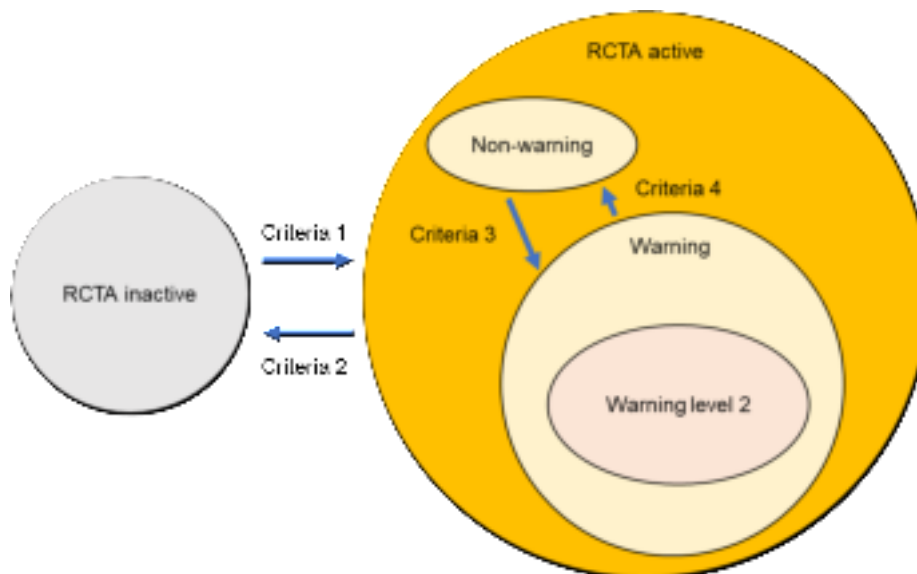 RCTA active
Non-warning
Criteria 4
Criteria 1
Criteria 3
Warning
RCTA inactive
Criteria 2
Warning level 2